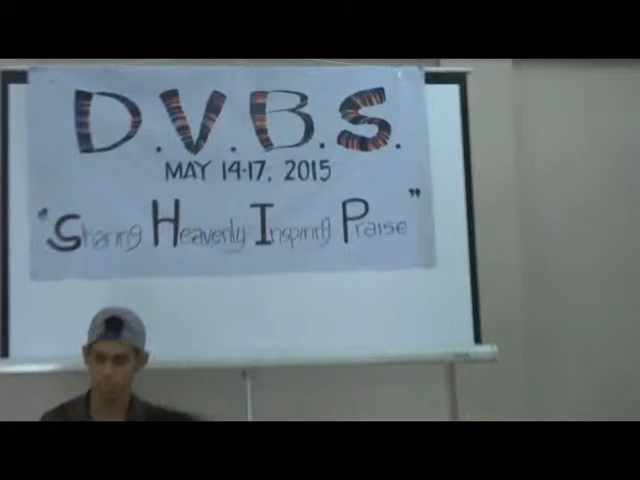 D.V.B.S.
MAY 14-17, 2015
"Sharing Heavenly Inspiring Praise"